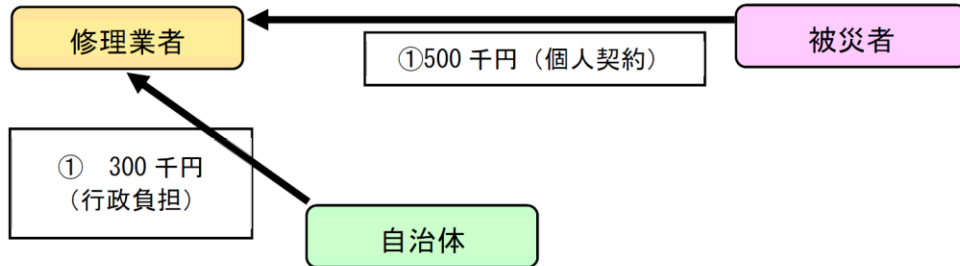 修理業者
被災者
①500 千円（個人契約）
①　300 千円
（行政負担）
自治体